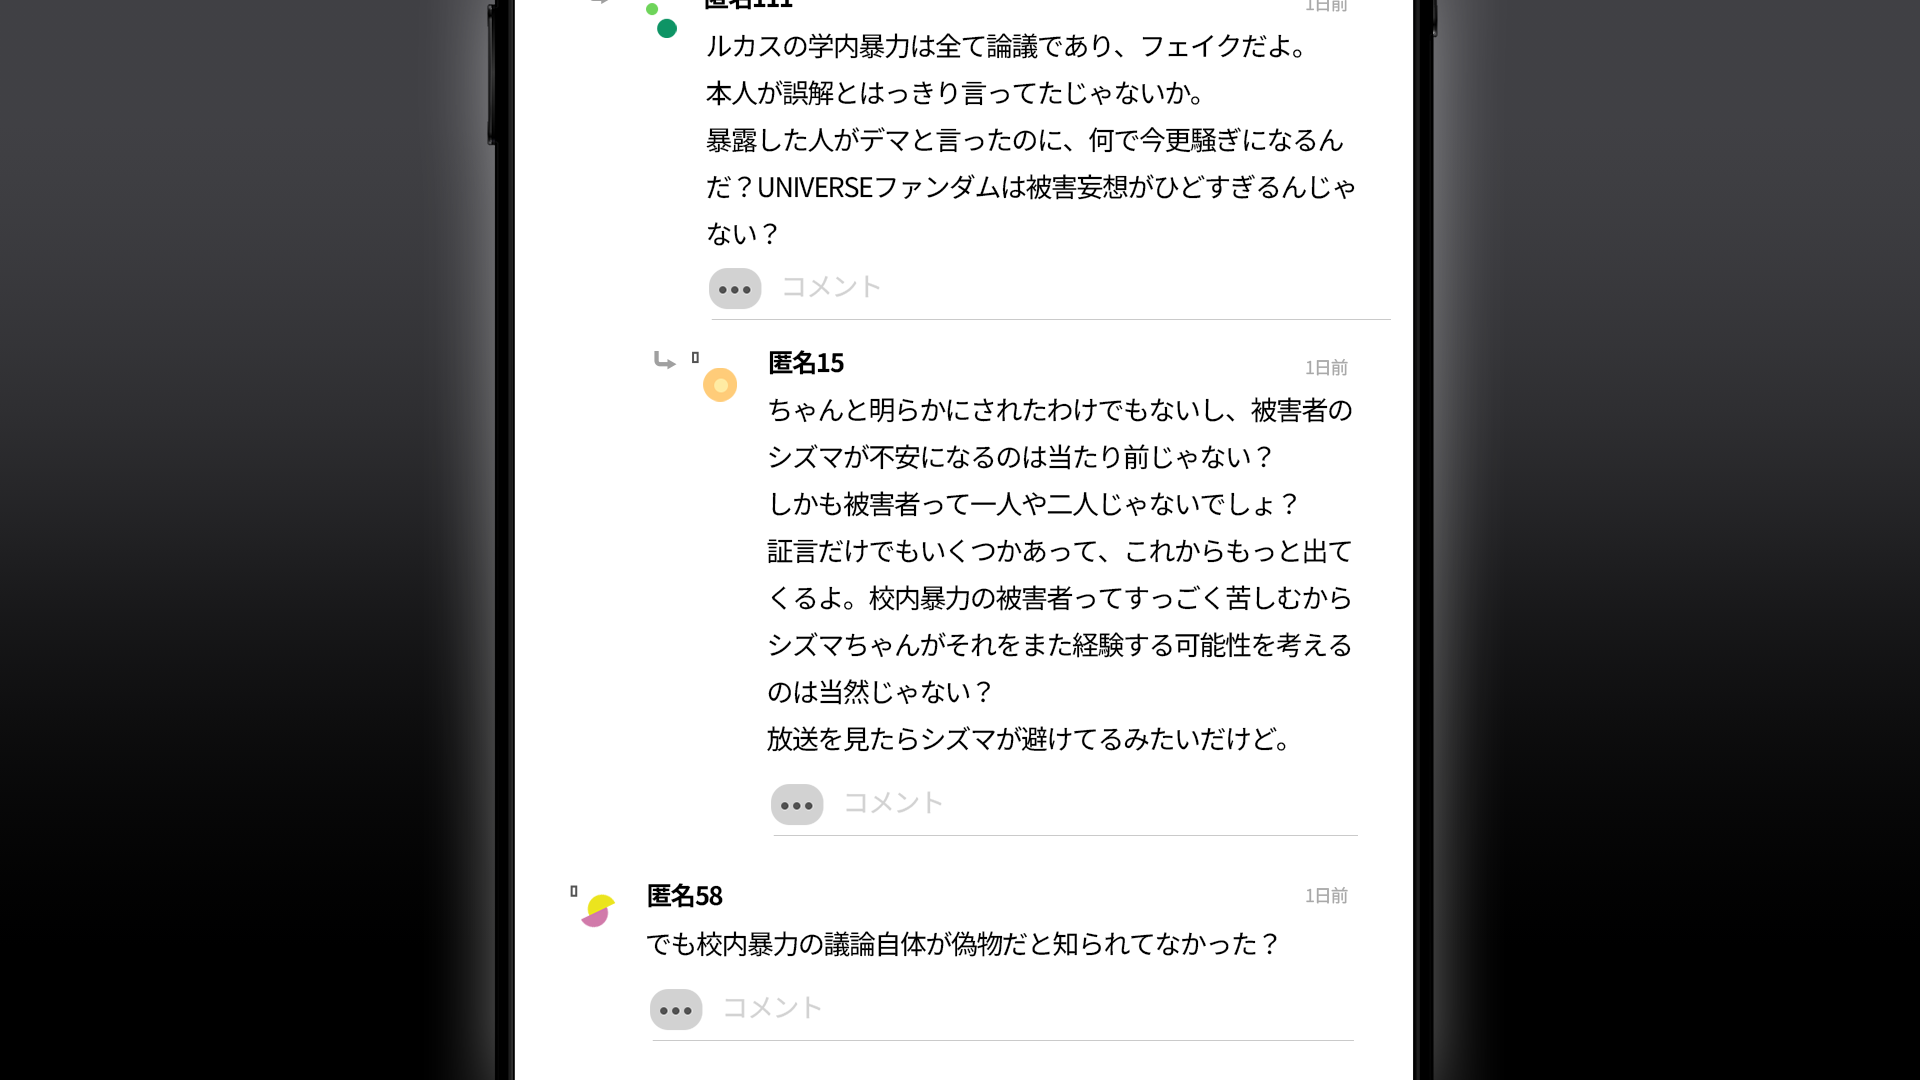 匿名111
1日前
ルカスの学内暴力は全て論議であり、フェイクだよ。
本人が誤解とはっきり言ってたじゃないか。
暴露した人がデマと言ったのに、何で今更騒ぎになるん
だ？UNIVERSEファンダムは被害妄想がひどすぎるんじゃ
ない？
コメント
匿名15
1日前
ちゃんと明らかにされたわけでもないし、被害者の
シズマが不安になるのは当たり前じゃない？
しかも被害者って一人や二人じゃないでしょ？
証言だけでもいくつかあって、これからもっと出て
くるよ。校内暴力の被害者ってすっごく苦しむから
シズマちゃんがそれをまた経験する可能性を考える
のは当然じゃない？
放送を見たらシズマが避けてるみたいだけど。
コメント
匿名58
1日前
でも校内暴力の議論自体が偽物だと知られてなかった？
コメント